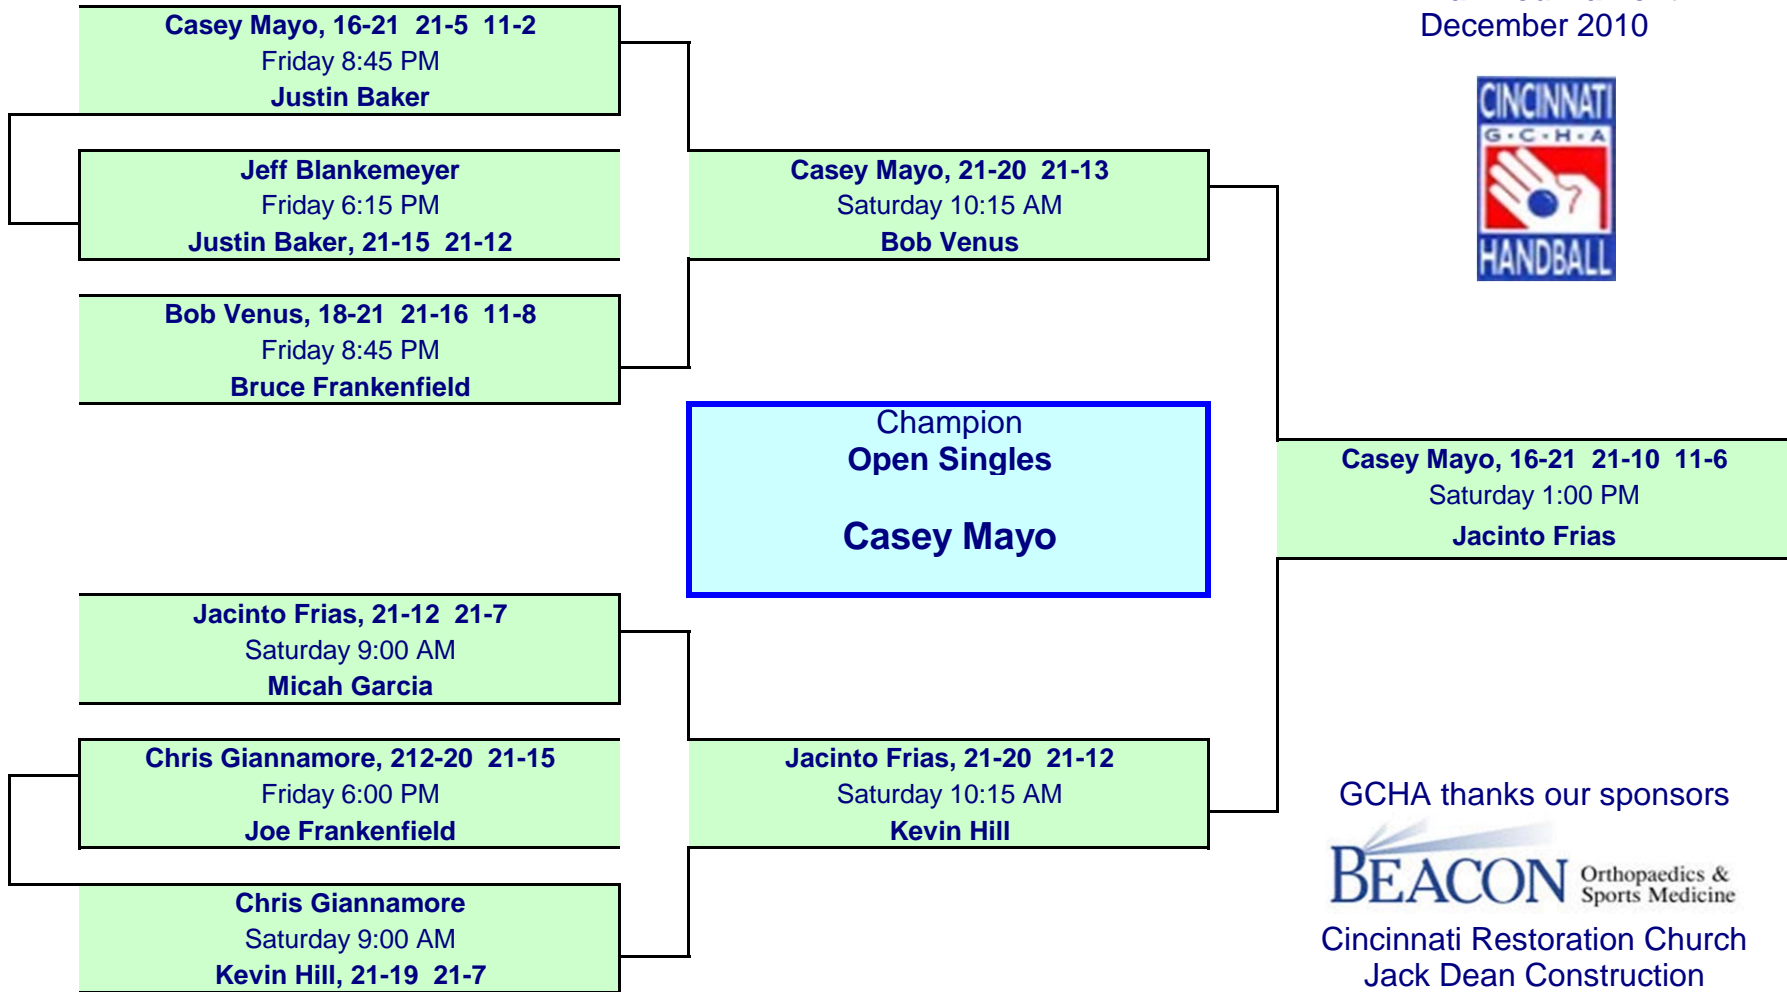 December 2010
CINCINNATI
G·C·H·A
HANDBALL
Casey Mayo, 16-21  21-5  11-2
Friday 8:45 PM
Justin Baker
Jeff Blankemeyer
Friday 6:15 PM
Justin Baker, 21-15  21-12
Bob Venus, 18-21  21-16  11-8
Friday 8:45 PM
Bruce Frankenfield
Casey Mayo, 21-20  21-13
Saturday 10:15 AM
Bob Venus
Champion
Open Singles
Casey Mayo
Casey Mayo, 16-21  21-10  11-6
Saturday 1:00 PM
Jacinto Frias
Jacinto Frias, 21-12  21-7
Saturday 9:00 AM
Micah Garcia
Chris Giannamore, 212-20  21-15
Friday 6:00 PM
Joe Frankenfield
Chris Giannamore
Saturday 9:00 AM
Kevin Hill, 21-19  21-7
Jacinto Frias, 21-20  21-12
Saturday 10:15 AM
Kevin Hill
GCHA thanks our sponsors
BEACON Orthopaedics &
Sports Medicine
Cincinnati Restoration Church
Jack Dean Construction